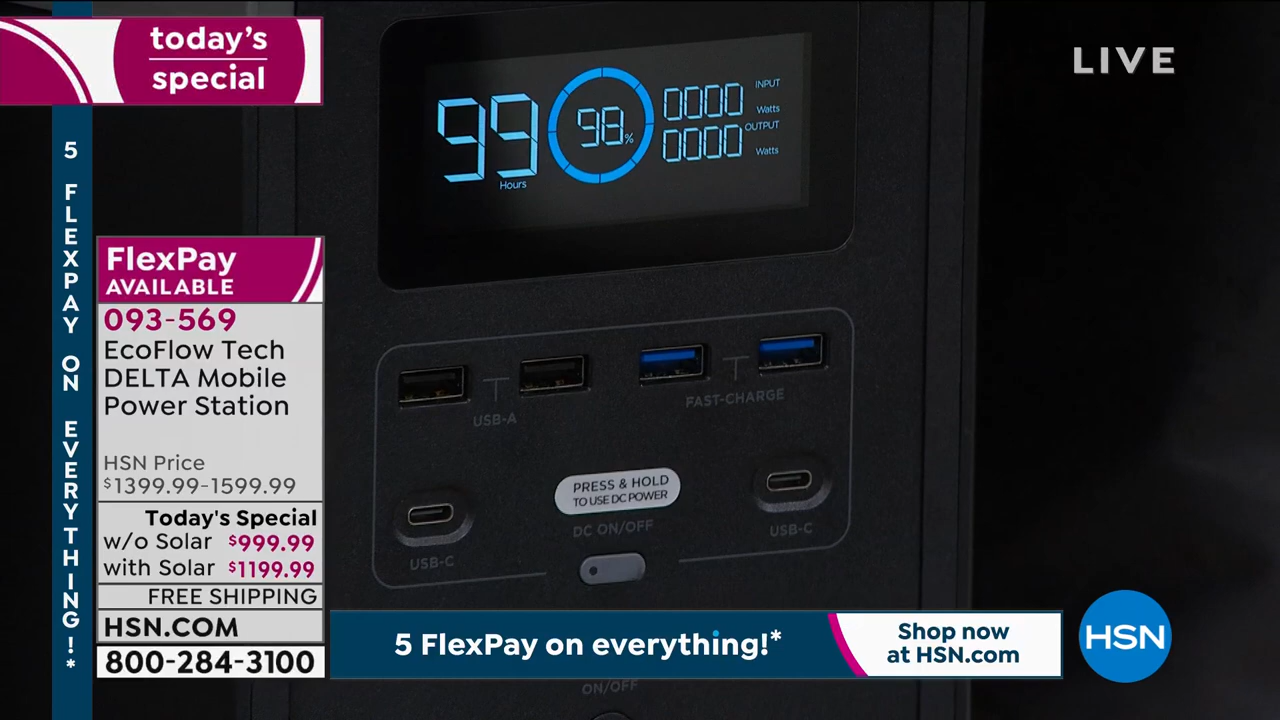 today's
special
LIVE
99
Hours
98%
0000
INPUT
Watts
0000
OUTPUT
Watts
5 FLEXPAY ON EVERYTHING!*
FlexPay
AVAILABLE
093-569
EcoFlow Tech
DELTA Mobile
Power Station
HSN Price
$1399.99-1599.99
Today's Special
w/o Solar $999.99
with Solar $1199.99
FREE SHIPPING
HSN.COM
800-284-3100
USB-A
FAST-CHARGE
PRESS & HOLD
TO USE DC POWER
DC ON/OFF
USB-C
USB-C
5 FlexPay on everything!*
Shop now
at HSN.com
HSN
ON/OFF